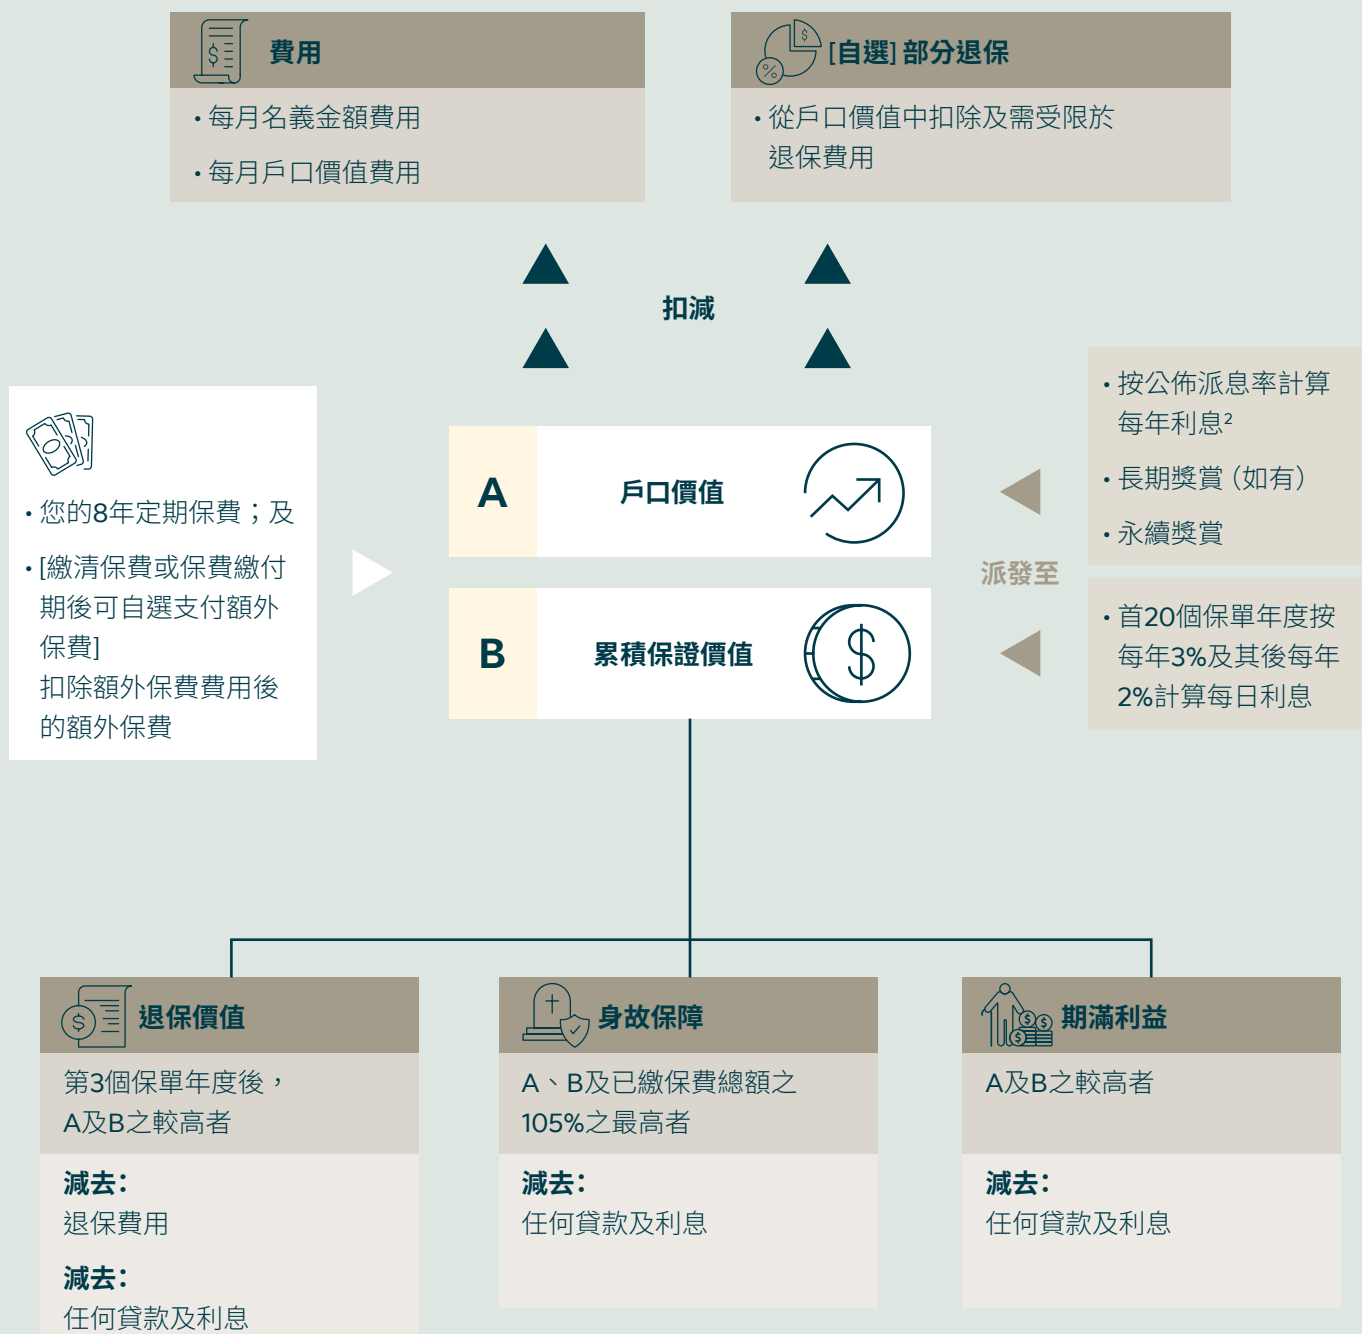 費用
• 每月名義金額費用
• 每月戶口價值費用
[自選] 部分退保
• 從戶口價值中扣除及需受限於
退保費用
扣減
• 您的8年定期保費；及
• [繳清保費或保費繳付
期後可自選支付額外
保費]
扣除額外保費費用後
的額外保費
A
戶口價值
B
累積保證價值
派發至
• 按公佈派息率計算
每年利息²
• 長期獎賞（如有）
• 永續獎賞
• 首20個保單年度按
每年3%及其後每年
2%計算每日利息
退保價值
第3個保單年度後，
A及B之較高者
減去：
退保費用
減去：
任何貸款及利息
身故保障
A、B及已繳保費總額之
105%之最高者
減去：
任何貸款及利息
期滿利益
A及B之較高者
減去：
任何貸款及利息